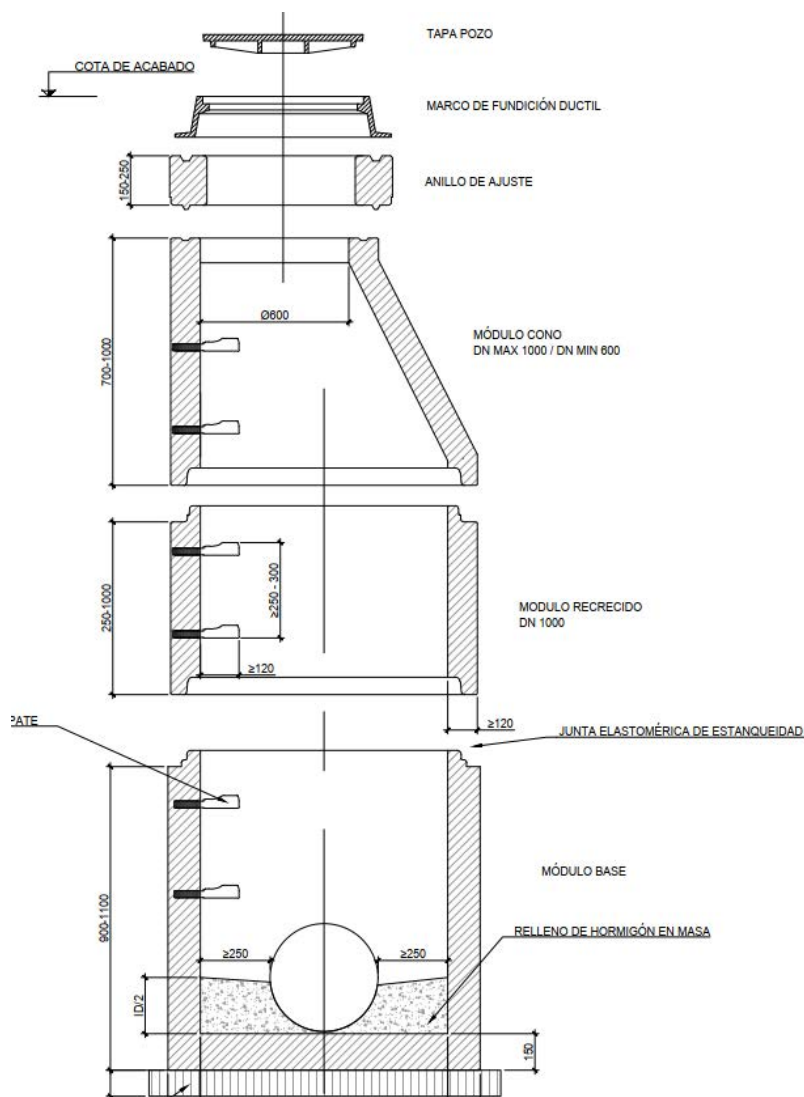 TAPA POZO
COTA DE ACABADO
MARCO DE FUNDICIÓN DUCTIL
150-250
ANILLO DE AJUSTE
700-1000
Ø600
MÓDULO CONO
DN MAX 1000 / DN MIN 600
250-1000
≥250 - 300
≥120
MODULO RECRECIDO
DN 1000
PATE
≥120
JUNTA ELASTOMÉRICA DE ESTANQUEIDAD
900-1100
MÓDULO BASE
≥250
≥250
RELLENO DE HORMIGÓN EN MASA
ID/2
150